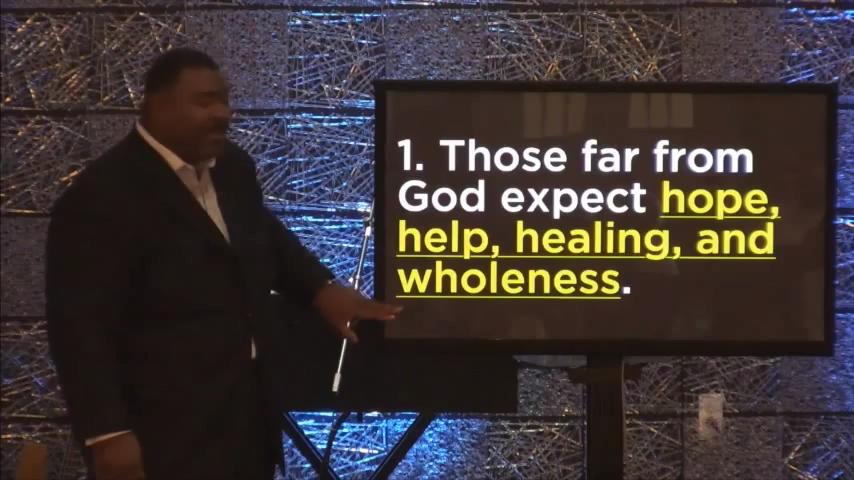 1. Those far from
God expect hope,
help, healing, and
wholeness.